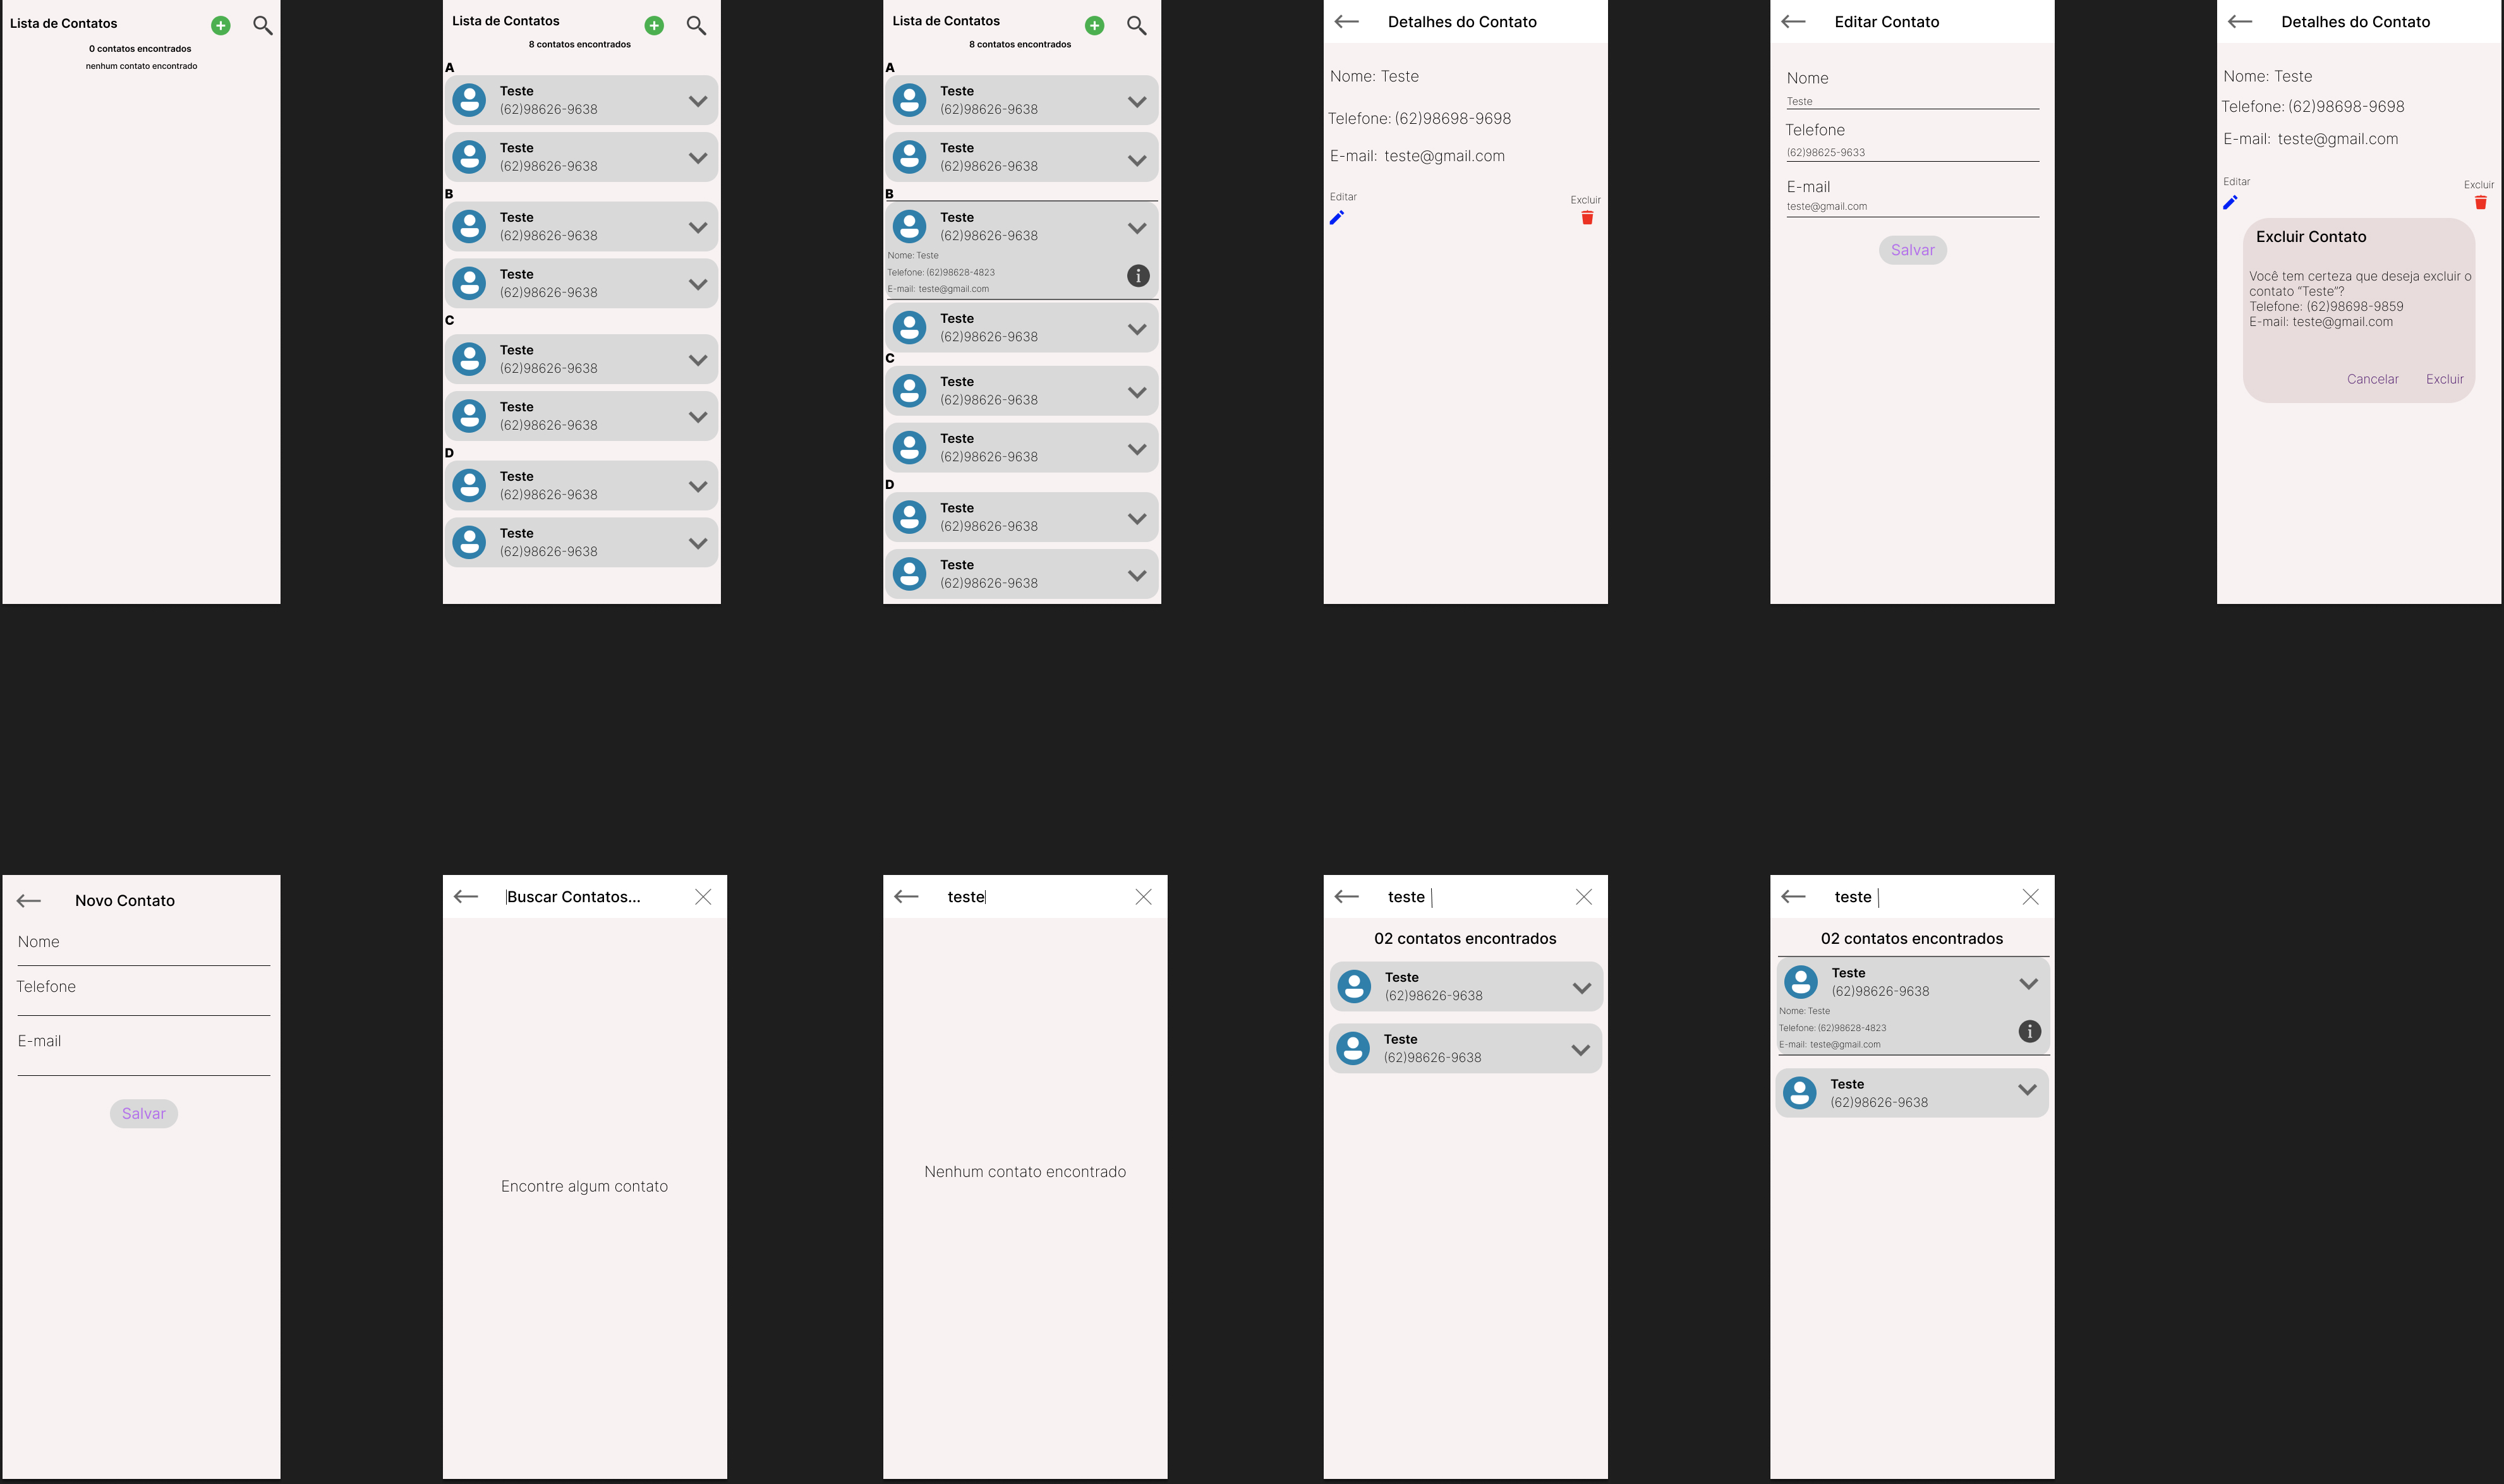 Lista de Contatos
0 contatos encontrados
nenhum contato encontrado
Lista de Contatos
8 contatos encontrados
A
Teste
(62)98626-9638
Teste
(62)98626-9638
B
Teste
(62)98626-9638
Teste
(62)98626-9638
C
Teste
(62)98626-9638
Teste
(62)98626-9638
D
Teste
(62)98626-9638
Teste
(62)98626-9638
Lista de Contatos
8 contatos encontrados
A
Teste
(62)98626-9638
Teste
(62)98626-9638
B
Teste
(62)98626-9638
Nome: Teste
Telefone: (62)98628-4823
E-mail: teste@gmail.com
Teste
(62)98626-9638
C
Teste
(62)98626-9638
Teste
(62)98626-9638
D
Teste
(62)98626-9638
Teste
(62)98626-9638
Detalhes do Contato
Nome: Teste
Telefone: (62)98698-9698
E-mail: teste@gmail.com
Editar
Excluir
Editar Contato
Nome
Teste
Telefone
(62)98625-9633
E-mail
teste@gmail.com
Salvar
Detalhes do Contato
Nome: Teste
Telefone: (62)98698-9698
E-mail: teste@gmail.com
Editar
Excluir
Excluir Contato
Você tem certeza que deseja excluir o
contato "Teste"?
Telefone: (62)98698-9859
E-mail: teste@gmail.com
Cancelar Excluir
Novo Contato
Nome
Telefone
E-mail
Salvar
Buscar Contatos...
Encontre algum contato
teste
Nenhum contato encontrado
teste
02 contatos encontrados
Teste
(62)98626-9638
Teste
(62)98626-9638
teste
02 contatos encontrados
Teste
(62)98626-9638
Nome: Teste
Telefone: (62)98628-4823
E-mail: teste@gmail.com
Teste
(62)98626-9638